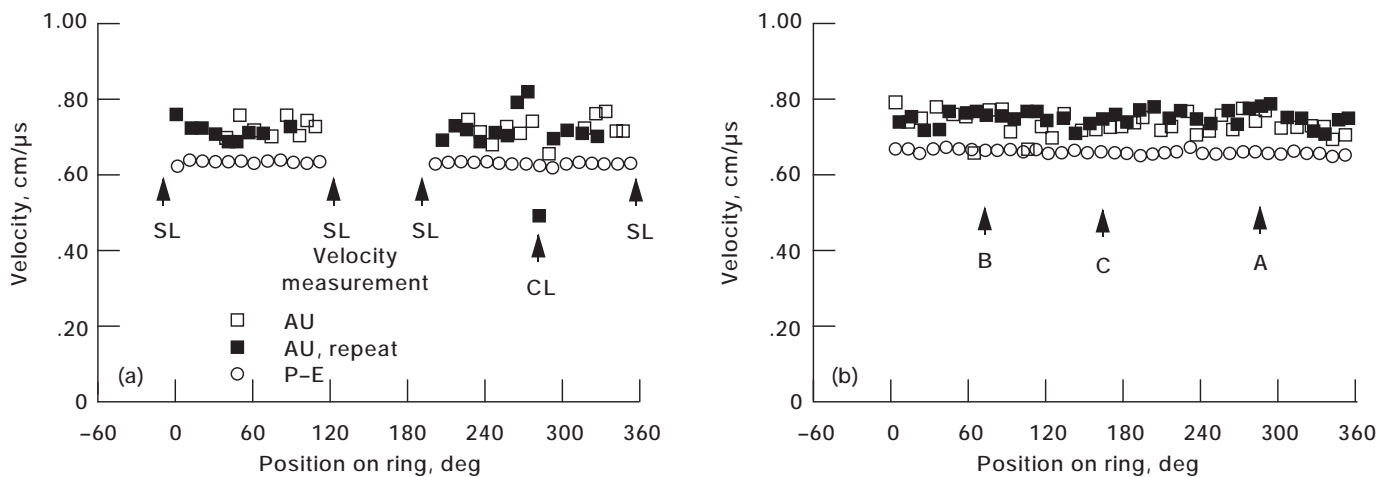 1.00
.80
.60
.40
.20
0
Velocity, cm/μs
SL
SL
SL
SL
CL
Velocity
measurement
AU
AU, repeat
P–E
(a)
–60
0
60
120
180
240
300
360
Position on ring, deg
1.00
.80
.60
.40
.20
0
Velocity, cm/μs
B
C
A
(b)
–60
0
60
120
180
240
300
360
Position on ring, deg